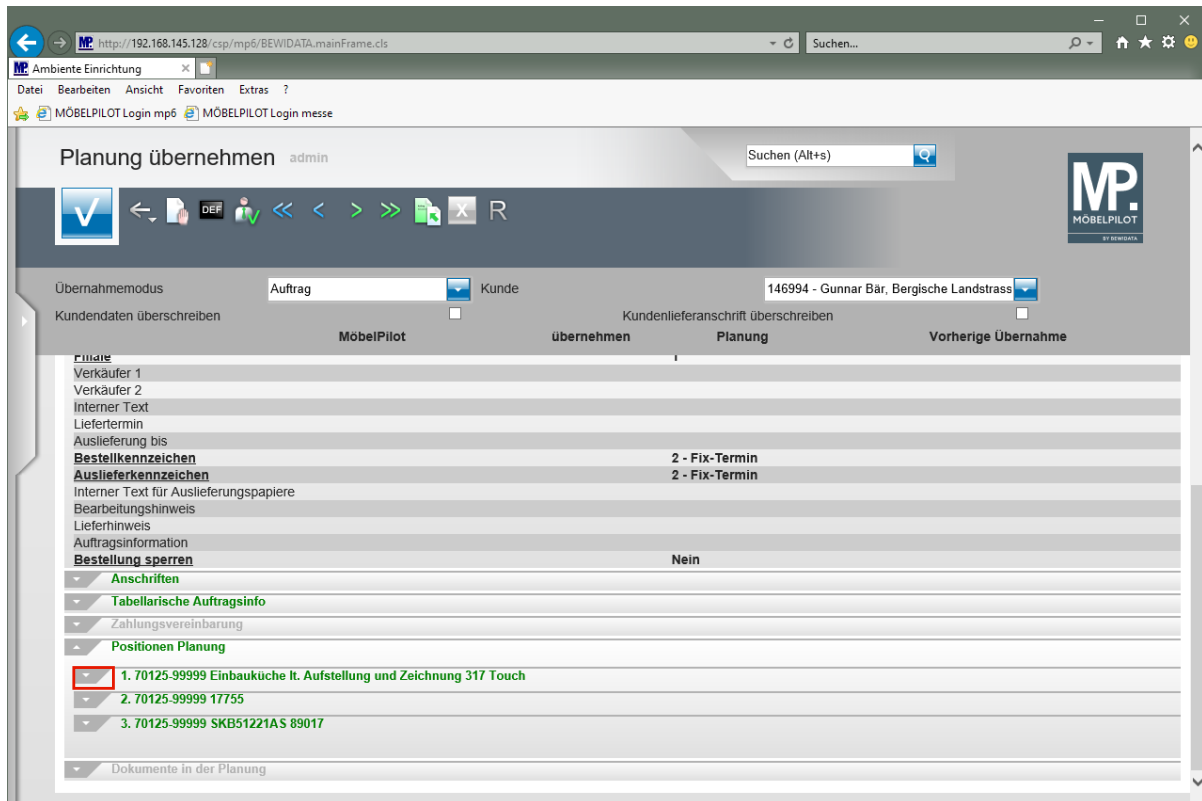 http://192.168.145.128/csp/mp6/BEWIDATA.mainFrame.cls
Suchen...
MP. Ambiente Einrichtung
Datei Bearbeiten Ansicht Favoriten Extras ?
MÖBELPILOT Login mp6 MÖBELPILOT Login messe
Planung übernehmen admin
Suchen (Alt+s)
DEF X R
MP.
MÖBELPILOT
BY BEWIDATA
Übernahmemodus Auftrag Kunde 146994 - Gunnar Bär, Bergische Landstrass
Kundendaten überschreiben Kundenlieferanschrift überschreiben
MöbelPilot übernehmen Planung Vorherige Übernahme
Filiale 1
Verkäufer 1
Verkäufer 2
Interner Text
Liefertermin
Auslieferung bis
Bestellkennzeichen 2 - Fix-Termin
Auslieferkennzeichen 2 - Fix-Termin
Interner Text für Auslieferungspapiere
Bearbeitungshinweis
Lieferhinweis
Auftragsinformation
Bestellung sperren Nein
Anschriften
Tabellarische Auftragsinfo
Zahlungsvereinbarung
Positionen Planung
1. 70125-99999 Einbauküche lt. Aufstellung und Zeichnung 317 Touch
2. 70125-99999 17755
3. 70125-99999 SKB51221AS 89017
Dokumente in der Planung